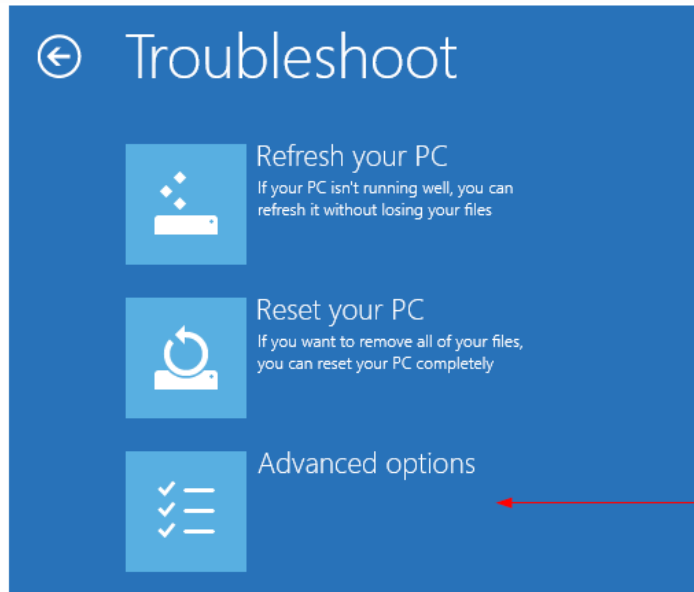 Troubleshoot
Refresh your PC
If your PC isn't running well, you can
refresh it without losing your files
Reset your PC
If you want to remove all of your files,
you can reset your PC completely
Advanced options